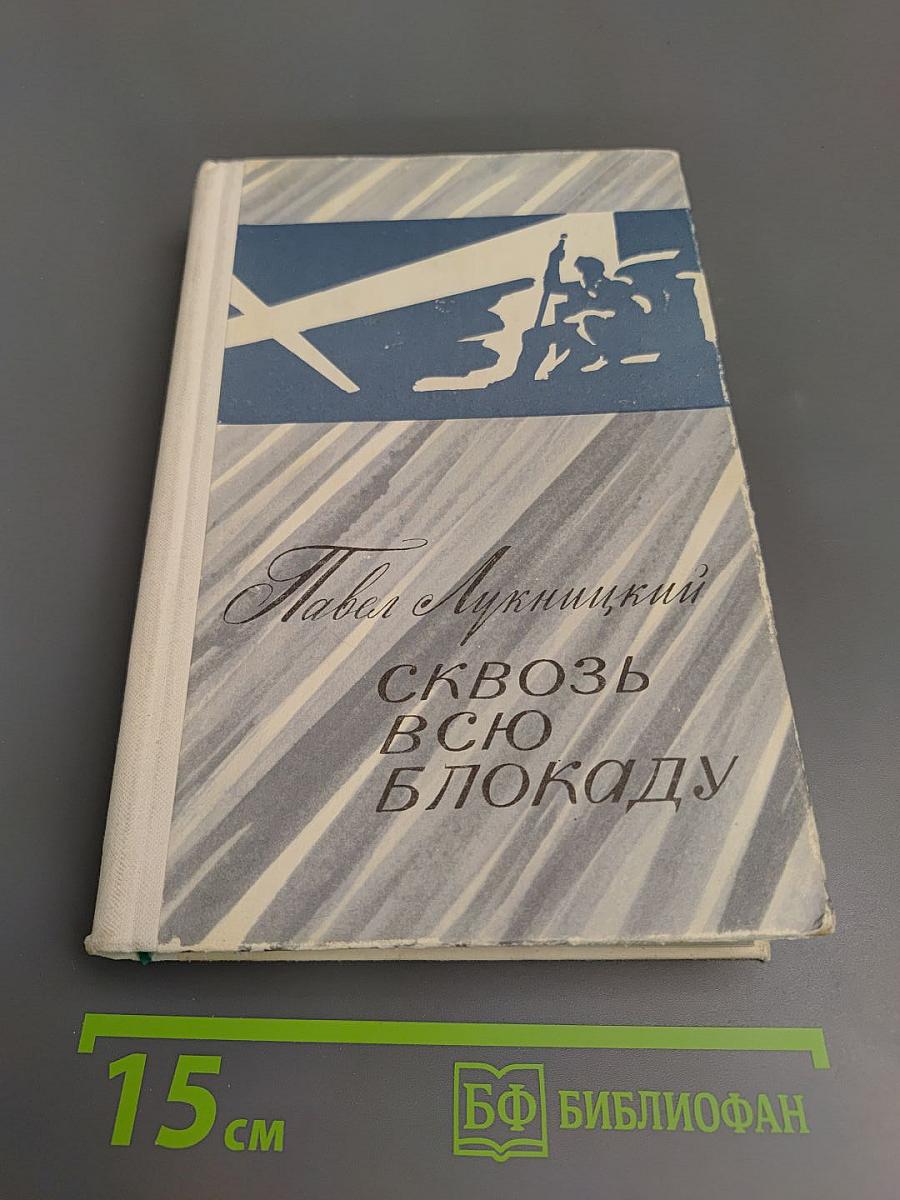 Павел Лукницкий
СКВОЗЬ
ВСЮ
БЛОКАДУ
15 см
БФ БИБЛИОФАН